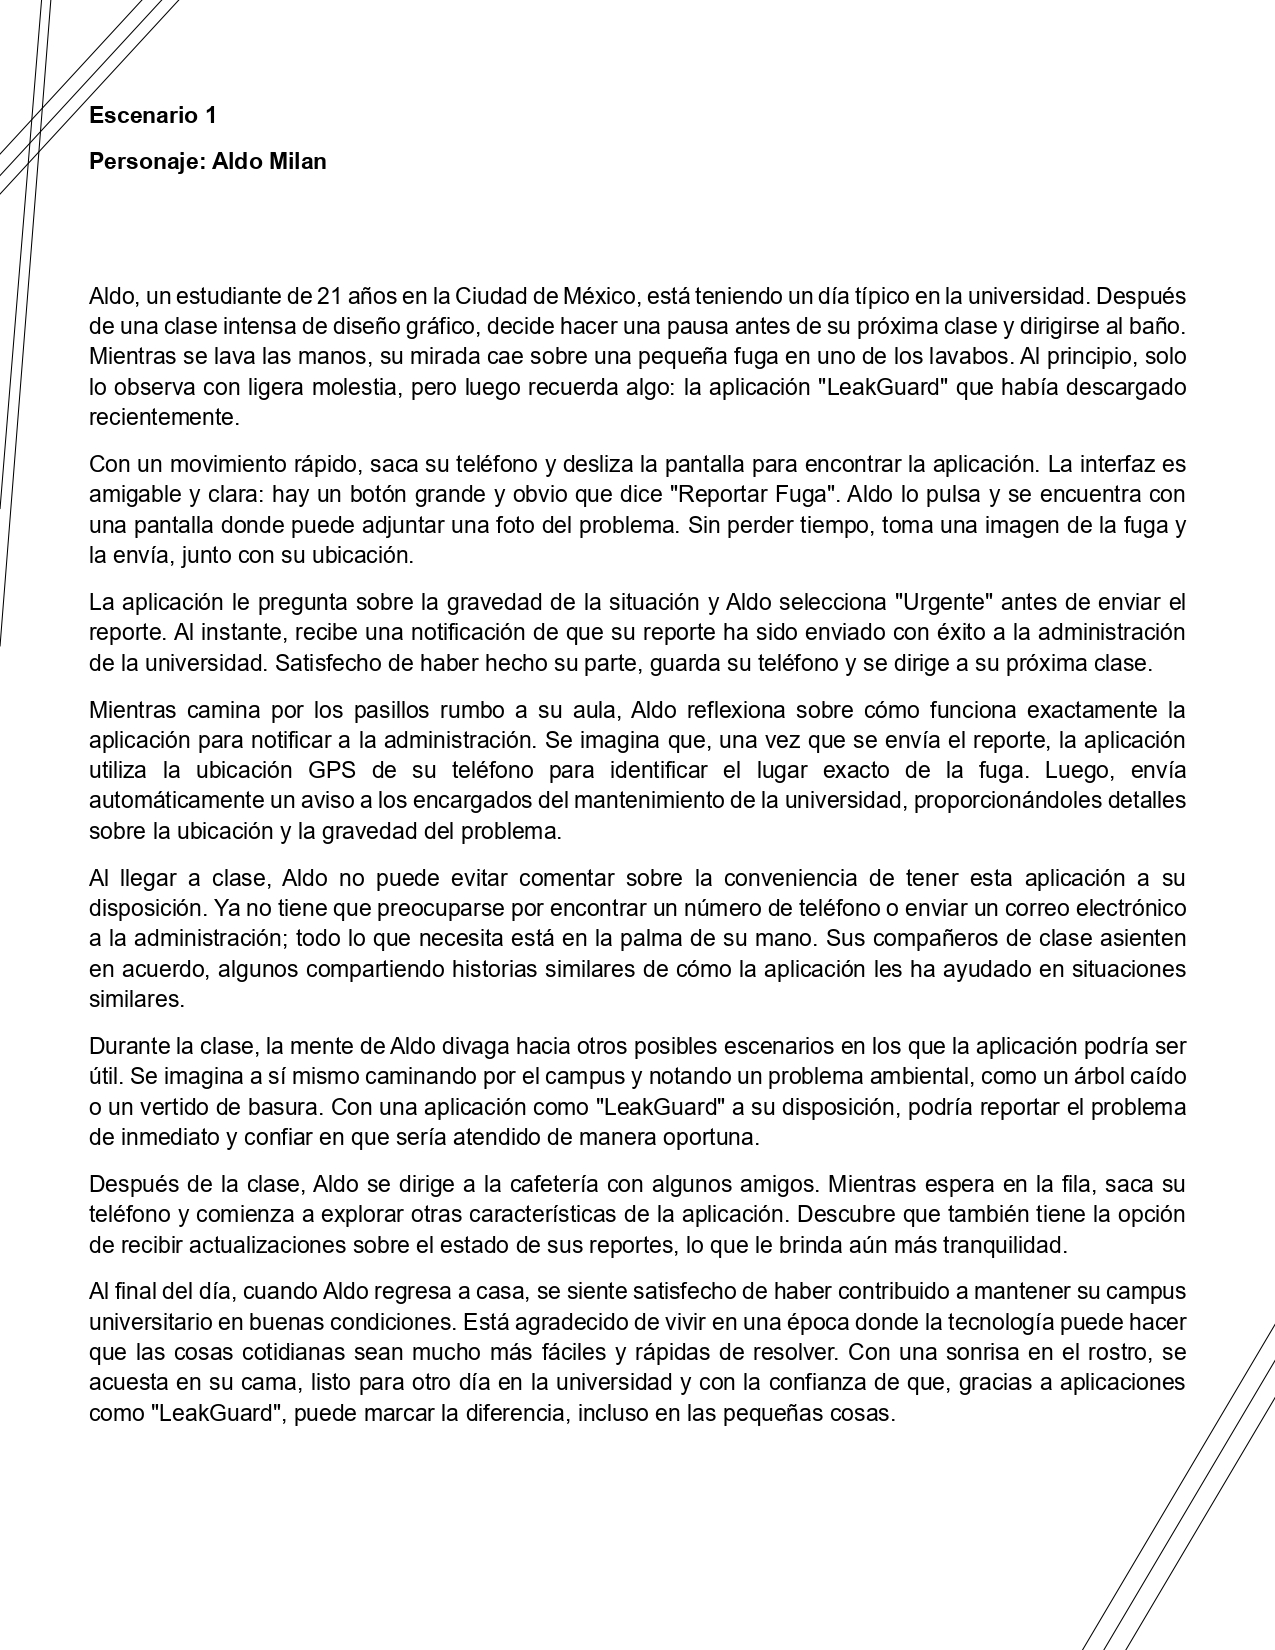 Escenario 1
Personaje: Aldo Milan
Aldo, un estudiante de 21 años en la Ciudad de México, está teniendo un día típico en la universidad. Después
de una clase intensa de diseño gráfico, decide hacer una pausa antes de su próxima clase y dirigirse al baño.
Mientras se lava las manos, su mirada cae sobre una pequeña fuga en uno de los lavabos. Al principio, solo
lo observa con ligera molestia, pero luego recuerda algo: la aplicación "LeakGuard" que había descargado
recientemente.
Con un movimiento rápido, saca su teléfono y desliza la pantalla para encontrar la aplicación. La interfaz es
amigable y clara: hay un botón grande y obvio que dice "Reportar Fuga". Aldo lo pulsa y se encuentra con
una pantalla donde puede adjuntar una foto del problema. Sin perder tiempo, toma una imagen de la fuga y
la envía, junto con su ubicación.
La aplicación le pregunta sobre la gravedad de la situación y Aldo selecciona "Urgente" antes de enviar el
reporte. Al instante, recibe una notificación de que su reporte ha sido enviado con éxito a la administración
de la universidad. Satisfecho de haber hecho su parte, guarda su teléfono y se dirige a su próxima clase.
Mientras camina por los pasillos rumbo a su aula, Aldo reflexiona sobre cómo funciona exactamente la
aplicación para notificar a la administración. Se imagina que, una vez que se envía el reporte, la aplicación
utiliza la ubicación GPS de su teléfono para identificar el lugar exacto de la fuga. Luego, envía
automáticamente un aviso a los encargados del mantenimiento de la universidad, proporcionándoles detalles
sobre la ubicación y la gravedad del problema.
Al llegar a clase, Aldo no puede evitar comentar sobre la conveniencia de tener esta aplicación a su
disposición. Ya no tiene que preocuparse por encontrar un número de teléfono o enviar un correo electrónico
a la administración; todo lo que necesita está en la palma de su mano. Sus compañeros de clase asienten
en acuerdo, algunos compartiendo historias similares de cómo la aplicación les ha ayudado en situaciones
similares.
Durante la clase, la mente de Aldo divaga hacia otros posibles escenarios en los que la aplicación podría ser
útil. Se imagina a sí mismo caminando por el campus y notando un problema ambiental, como un árbol caído
o un vertido de basura. Con una aplicación como "LeakGuard" a su disposición, podría reportar el problema
de inmediato y confiar en que sería atendido de manera oportuna.
Después de la clase, Aldo se dirige a la cafetería con algunos amigos. Mientras espera en la fila, saca su
teléfono y comienza a explorar otras características de la aplicación. Descubre que también tiene la opción
de recibir actualizaciones sobre el estado de sus reportes, lo que le brinda aún más tranquilidad.
Al final del día, cuando Aldo regresa a casa, se siente satisfecho de haber contribuido a mantener su campus
universitario en buenas condiciones. Está agradecido de vivir en una época donde la tecnología puede hacer
que las cosas cotidianas sean mucho más fáciles y rápidas de resolver. Con una sonrisa en el rostro, se
acuesta en su cama, listo para otro día en la universidad y con la confianza de que, gracias a aplicaciones
como "LeakGuard", puede marcar la diferencia, incluso en las pequeñas cosas.